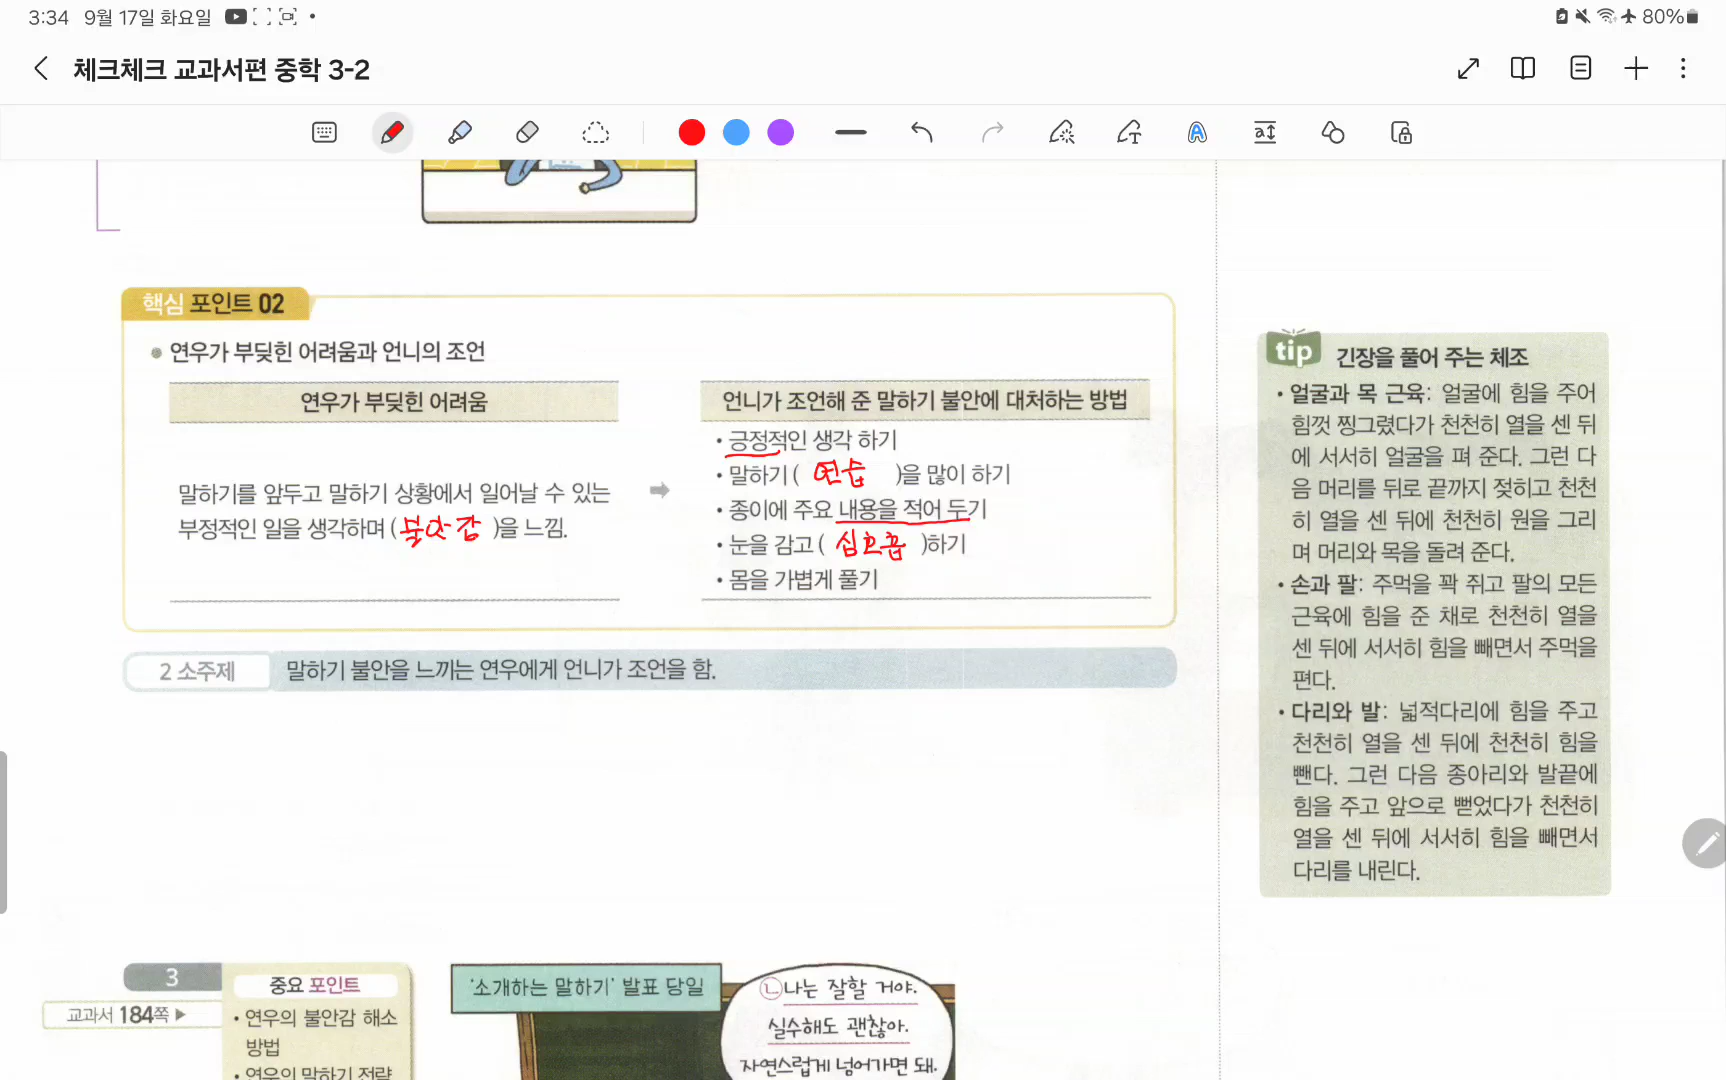 3:34 9월 17일 화요일
80%
체크체크 교과서편 중학 3-2
핵심 포인트 02
연우가 부딪힌 어려움과 언니의 조언
연우가 부딪힌 어려움
말하기를 앞두고 말하기 상황에서 일어날 수 있는
부정적인 일을 생각하며 (불안감)을 느낌.
언니가 조언해 준 말하기 불안에 대처하는 방법
• 긍정적인 생각 하기
• 말하기 ( 연습 )을 많이 하기
• 종이에 주요 내용을 적어 두기
• 눈을 감고 ( 심호흡 )하기
• 몸을 가볍게 풀기
2 소주제 말하기 불안을 느끼는 연우에게 언니가 조언을 함.
tip 긴장을 풀어 주는 체조
• 얼굴과 목 근육: 얼굴에 힘을 주어
힘껏 찡그렸다가 천천히 열을 센 뒤
에 서서히 얼굴을 펴 준다. 그런 다
음 머리를 뒤로 끝까지 젖히고 천천
히 열을 센 뒤에 천천히 원을 그리
며 머리와 목을 돌려 준다.
• 손과 팔: 주먹을 꽉 쥐고 팔의 모든
근육에 힘을 준 채로 천천히 열을
센 뒤에 서서히 힘을 빼면서 주먹을
편다.
• 다리와 발: 넓적다리에 힘을 주고
천천히 열을 센 뒤에 천천히 힘을
뺀다. 그런 다음 종아리와 발끝에
힘을 주고 앞으로 뻗었다가 천천히
열을 센 뒤에 서서히 힘을 빼면서
다리를 내린다.
3
교과서 184쪽 ▶
중요 포인트
• 연우의 불안감 해소
방법
• 연우의 말하기 전략
'소개하는 말하기' 발표 당일
㉡나는 잘할 거야.
실수해도 괜찮아.
자연스럽게 넘어가면 돼.